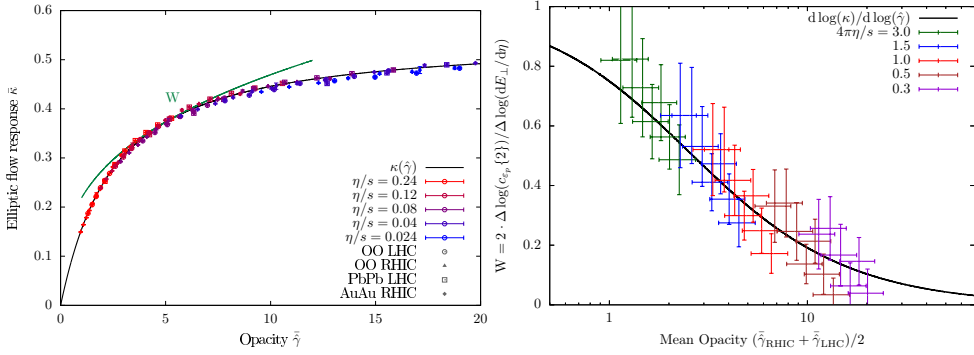 0.6
0.5
0.4
0.3
0.2
0.1
0
0
5
10
15
20
Elliptic flow response κ̄
Opacity γ̄̂
W
κ(γ̂)
η/s = 0.24
η/s = 0.12
η/s = 0.08
η/s = 0.04
η/s = 0.024
OO LHC
OO RHIC
PbPb LHC
AuAu RHIC
1
0.8
0.6
0.4
0.2
0
1
10
W = 2 · Δ log(c_{ε_p}{2})/Δ log(dE_⊥/dη)
Mean Opacity (γ̄̂_RHIC + γ̄̂_LHC)/2
d log(κ)/d log(γ̂)
4πη/s = 3.0
1.5
1.0
0.5
0.3